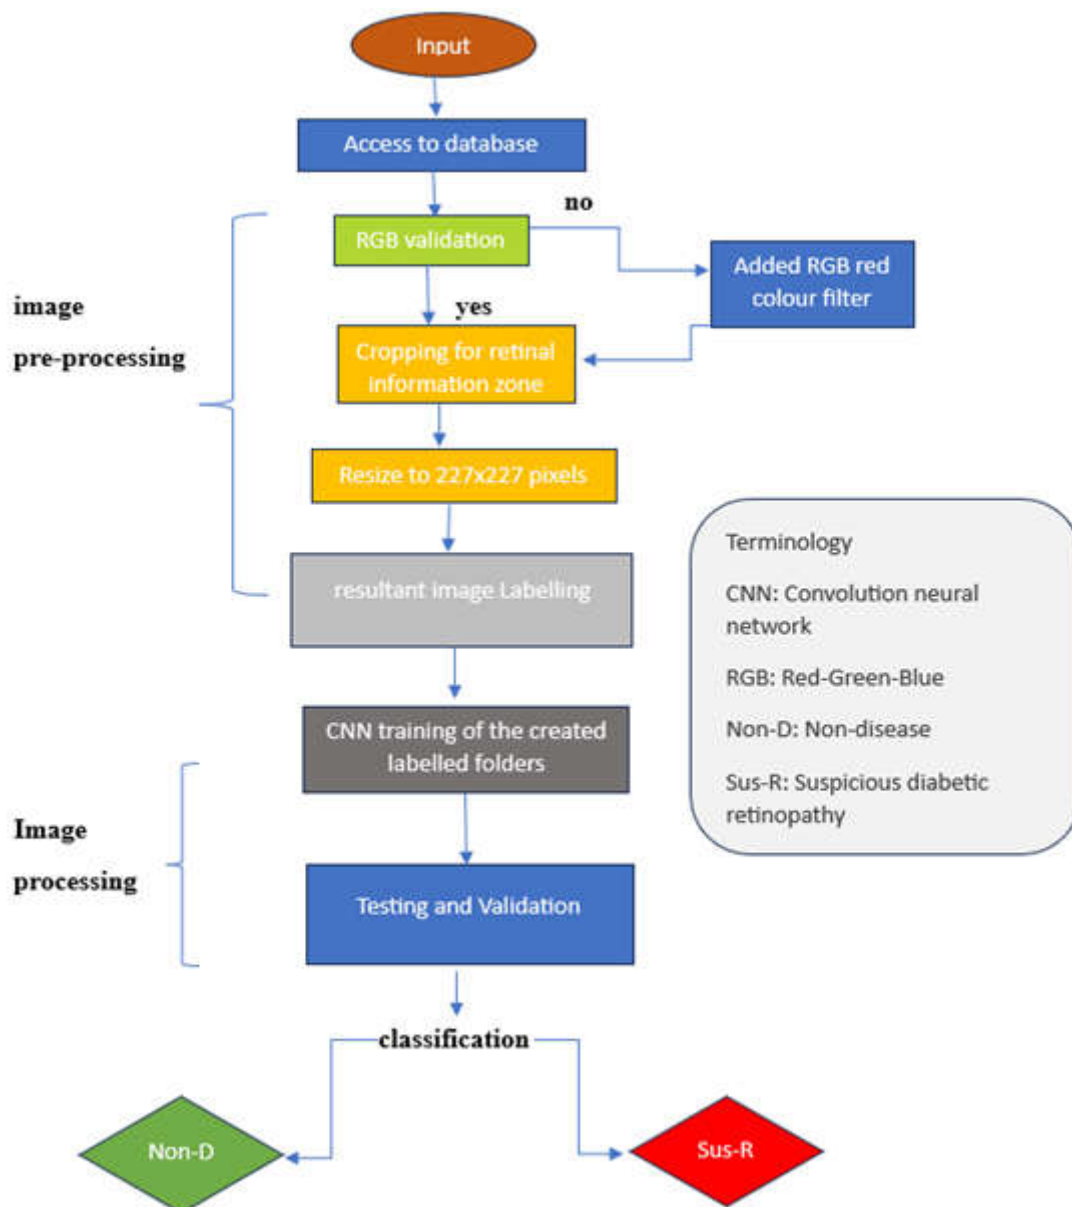 Input
Access to database
no
RGB validation
Added RGB red
colour filter
yes
image
pre-processing
Cropping for retinal
information zone
Resize to 227x227 pixels
resultant image Labelling
CNN training of the created
labelled folders
Image
processing
Testing and Validation
classification
Non-D
Sus-R
Terminology
CNN: Convolution neural
network
RGB: Red-Green-Blue
Non-D: Non-disease
Sus-R: Suspicious diabetic
retinopathy